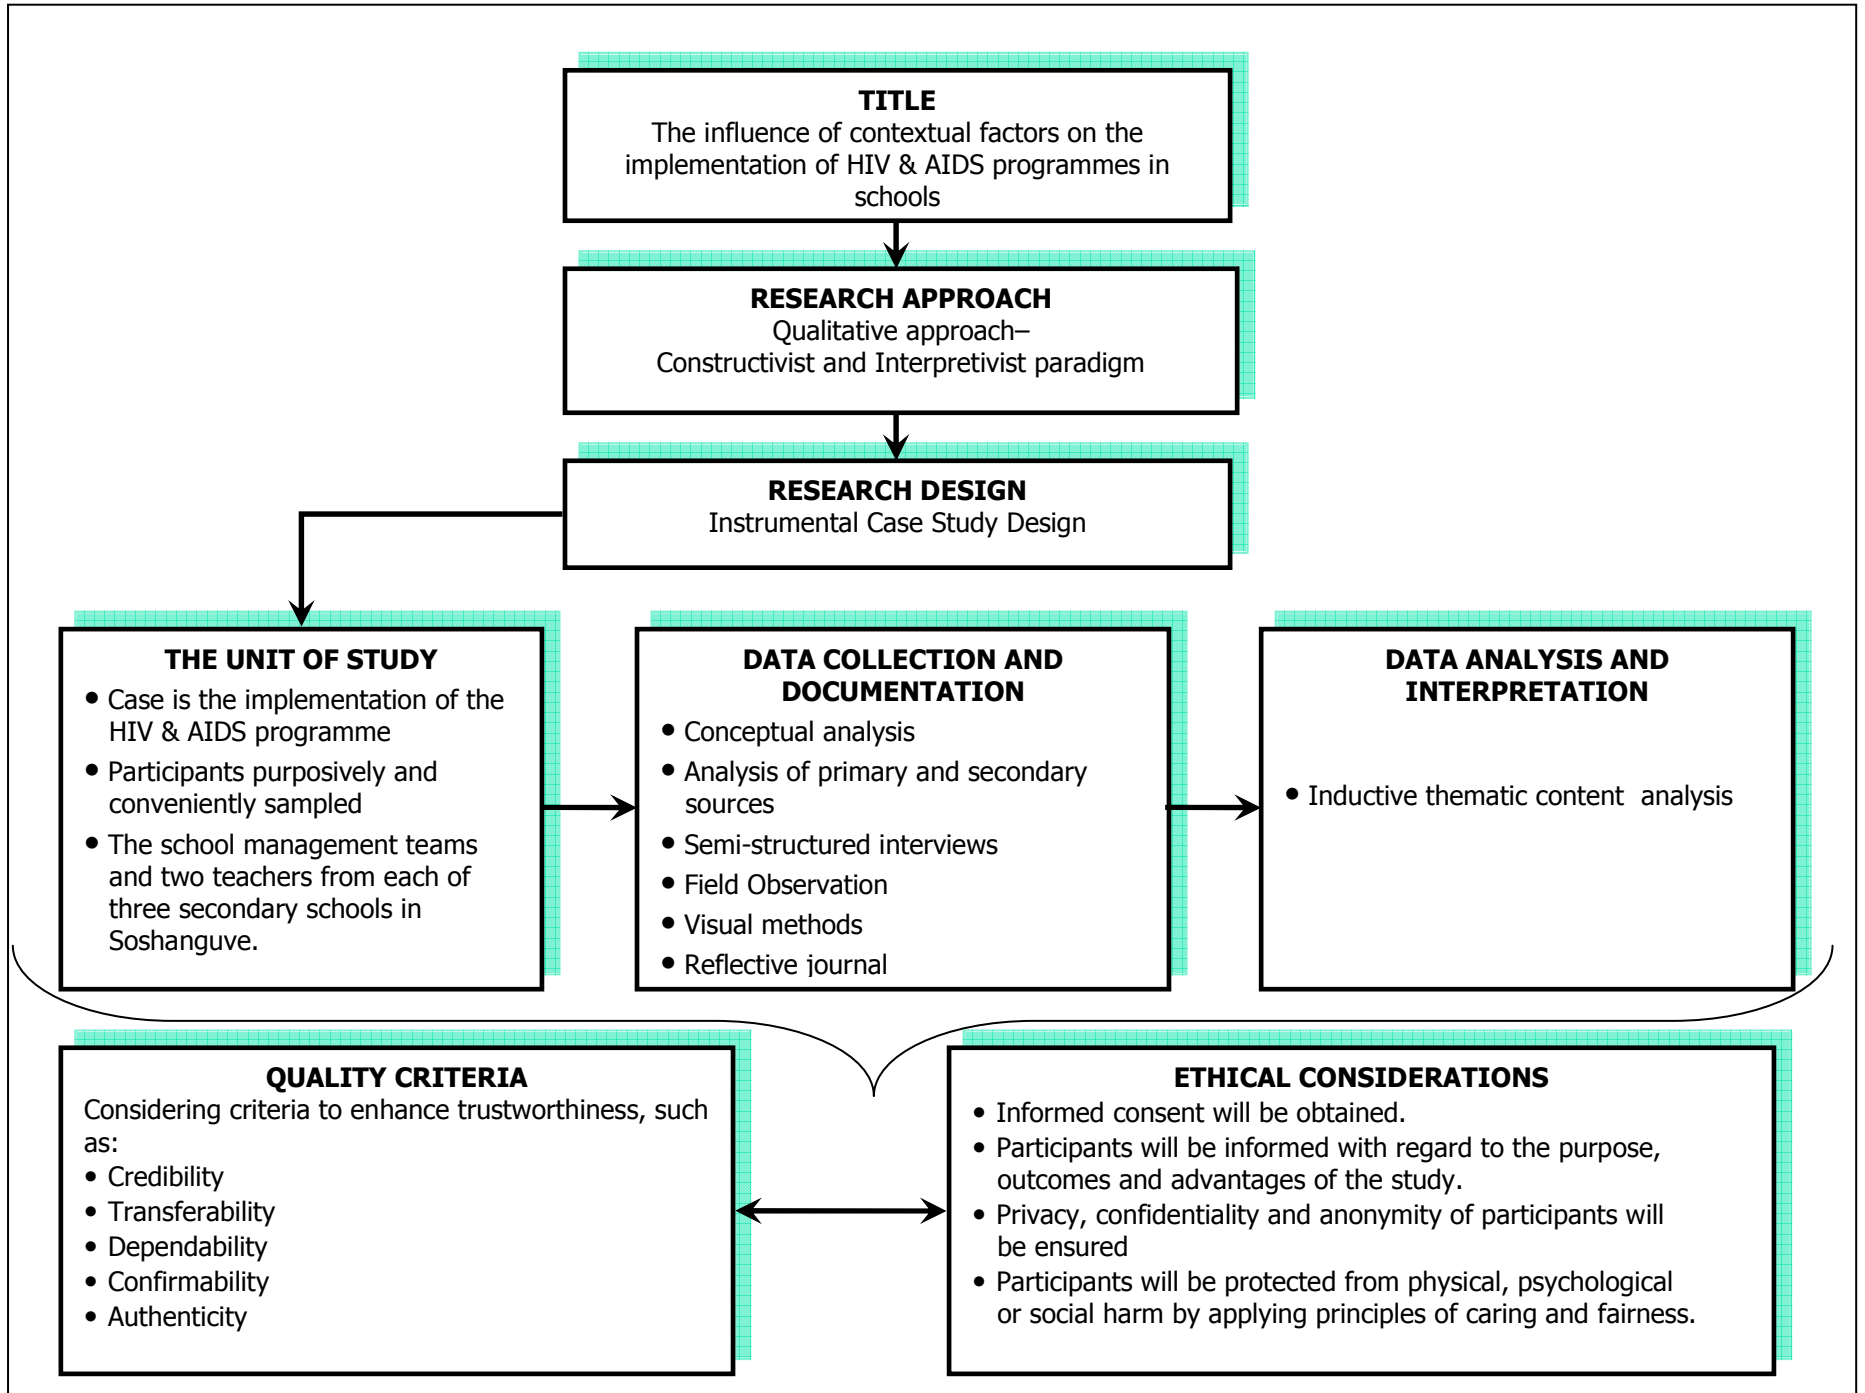 TITLE
The influence of contextual factors on the
implementation of HIV & AIDS programmes in
schools
RESEARCH APPROACH
Qualitative approach–
Constructivist and Interpretivist paradigm
RESEARCH DESIGN
Instrumental Case Study Design
THE UNIT OF STUDY
• Case is the implementation of the
HIV & AIDS programme
• Participants purposively and
conveniently sampled
• The school management teams
and two teachers from each of
three secondary schools in
Soshanguve.
DATA COLLECTION AND
DOCUMENTATION
• Conceptual analysis
• Analysis of primary and secondary
sources
• Semi-structured interviews
• Field Observation
• Visual methods
• Reflective journal
DATA ANALYSIS AND
INTERPRETATION
• Inductive thematic content analysis
QUALITY CRITERIA
Considering criteria to enhance trustworthiness, such
as:
• Credibility
• Transferability
• Dependability
• Confirmability
• Authenticity
ETHICAL CONSIDERATIONS
• Informed consent will be obtained.
• Participants will be informed with regard to the purpose,
outcomes and advantages of the study.
• Privacy, confidentiality and anonymity of participants will
be ensured
• Participants will be protected from physical, psychological
or social harm by applying principles of caring and fairness.